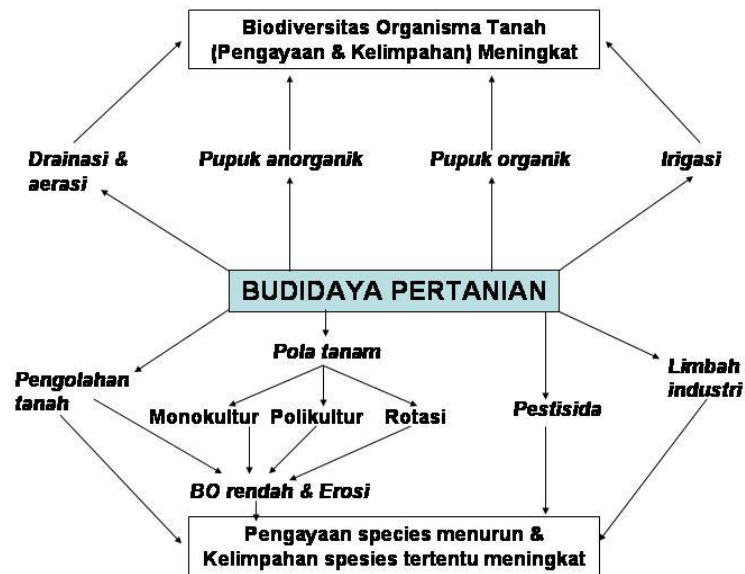 Biodiversitas Organisma Tanah
(Pengayaan & Kelimpahan) Meningkat
Drainasi &
aerasi
Pupuk anorganik
Pupuk organik
Irigasi
BUDIDAYA PERTANIAN
Pola tanam
Pengolahan
tanah
Limbah
industri
Monokultur
Polikultur
Rotasi
Pestisida
BO rendah & Erosi
Pengayaan species menurun &
Kelimpahan spesies tertentu meningkat